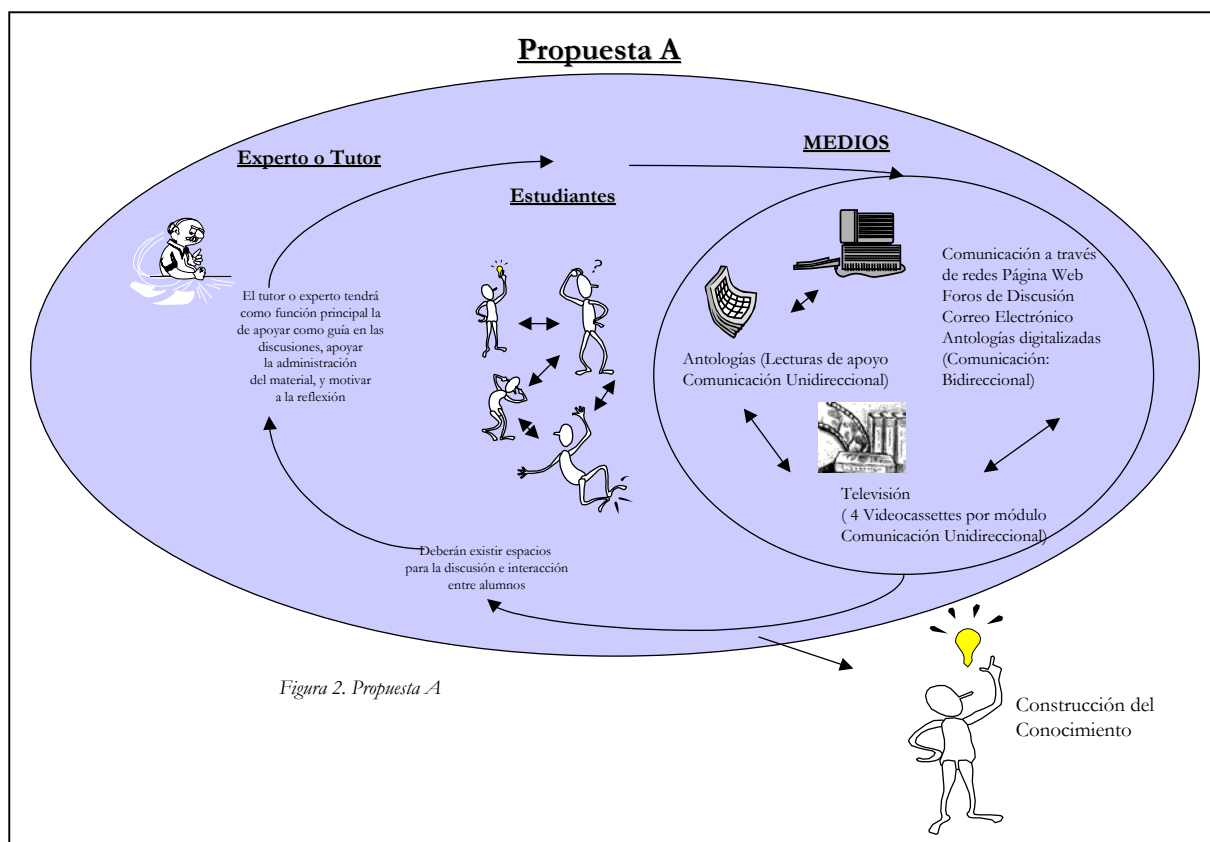 Propuesta A
Experto o Tutor
MEDIOS
Estudiantes
?
El tutor o experto tendrá
como función principal la
de apoyar como guía en las
discusiones, apoyar
la administración
del material, y motivar
a la reflexión
Comunicación a través
de redes Página Web
Foros de Discusión
Correo Electrónico
Antologías digitalizadas
(Comunicación:
Bidireccional)
Antologías (Lecturas de apoyo
Comunicación Unidireccional)
Televisión
( 4 Videocassettes por módulo
Comunicación Unidireccional)
Deberán existir espacios
para la discusión e interacción
entre alumnos
Figura 2. Propuesta A
Construcción del
Conocimiento